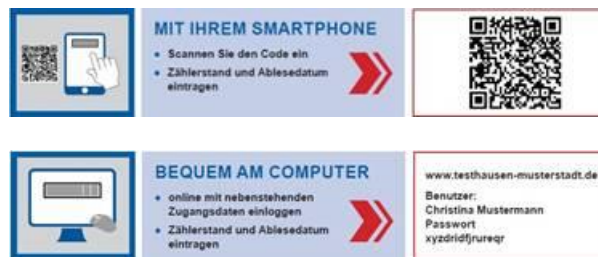 MIT IHREM SMARTPHONE
• Scannen Sie den Code ein
• Zählerstand und Ablesedatum
eintragen
BEQUEM AM COMPUTER
• online mit nebenstehenden
Zugangsdaten einloggen
• Zählerstand und Ablesedatum
eintragen
www.testhausen-musterstadt.de
Benutzer:
Christina Mustermann
Passwort
xyzdridfjrureqr